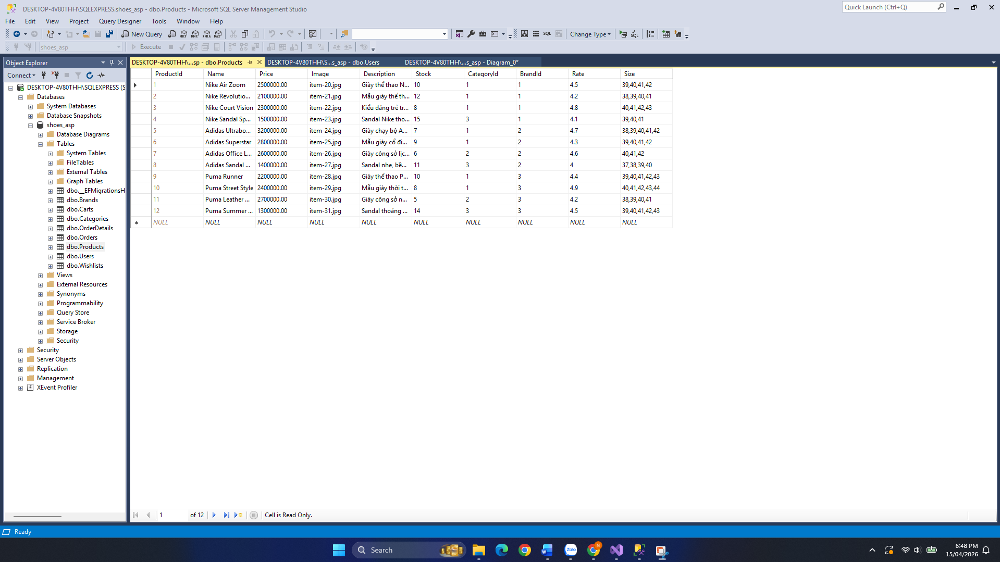 DESKTOP-4V80THH\SQLEXPRESS.shoes_asp - dbo.Products - Microsoft SQL Server Management Studio
Quick Launch (Ctrl+Q)
File Edit View Project Query Designer Tools Window Help
New Query MDX DMX XMLA DAX SQL Change Type SQL
shoes_asp Execute
Object Explorer
Connect
DESKTOP-4V80THH\SQLEXPRESS (S
Databases
System Databases
Database Snapshots
shoes_asp
Database Diagrams
Tables
System Tables
FileTables
External Tables
Graph Tables
dbo.__EFMigrationsH
dbo.Brands
dbo.Carts
dbo.Categories
dbo.OrderDetails
dbo.Orders
dbo.Products
dbo.Users
dbo.Wishlists
Views
External Resources
Synonyms
Programmability
Query Store
Service Broker
Storage
Security
Security
Server Objects
Replication
Management
XEvent Profiler
DESKTOP-4V80THH\...sp - dbo.Products DESKTOP-4V80THH\S...s_asp - dbo.Users DESKTOP-4V80THH\...s_asp - Diagram_0*
ProductId Name Price Image Description Stock CategoryId BrandId Rate Size
1 Nike Air Zoom 2500000.00 item-20.jpg Giày thể thao N... 10 1 1 4.5 39,40,41,42
2 Nike Revolutio... 2100000.00 item-21.jpg Mẫu giày thể th... 12 1 1 4.2 38,39,40,41
3 Nike Court Vision 2300000.00 item-22.jpg Kiểu dáng trẻ tr... 8 1 1 4.8 40,41,42,43
4 Nike Sandal Sp... 1500000.00 item-23.jpg Sandal Nike tho... 15 3 1 4.1 39,40,41
5 Adidas Ultrabo... 3200000.00 item-24.jpg Giày chạy bộ A... 7 1 2 4.7 38,39,40,41,42
6 Adidas Superstar 2800000.00 item-25.jpg Mẫu giày cổ đi... 9 1 2 4.3 39,40,41,42
7 Adidas Office L... 2600000.00 item-26.jpg Giày công sở lịc... 6 2 2 4.6 40,41,42
8 Adidas Sandal ... 1400000.00 item-27.jpg Sandal nhẹ, bề... 11 3 2 4 37,38,39,40
9 Puma Runner 2200000.00 item-28.jpg Giày thể thao P... 10 1 3 4.4 39,40,41,42,43
10 Puma Street Style 2400000.00 item-29.jpg Mẫu giày thời t... 8 1 3 4.9 40,41,42,43,44
11 Puma Leather ... 2700000.00 item-30.jpg Giày công sở n... 5 2 3 4.2 38,39,40,41
12 Puma Summer ... 1300000.00 item-31.jpg Sandal thoáng ... 14 3 3 4.5 39,40,41,42,43
NULL NULL NULL NULL NULL NULL NULL NULL NULL NULL
1 of 12 Cell is Read Only.
Ready
Search
Zalo
N
6:48 PM
15/04/2026